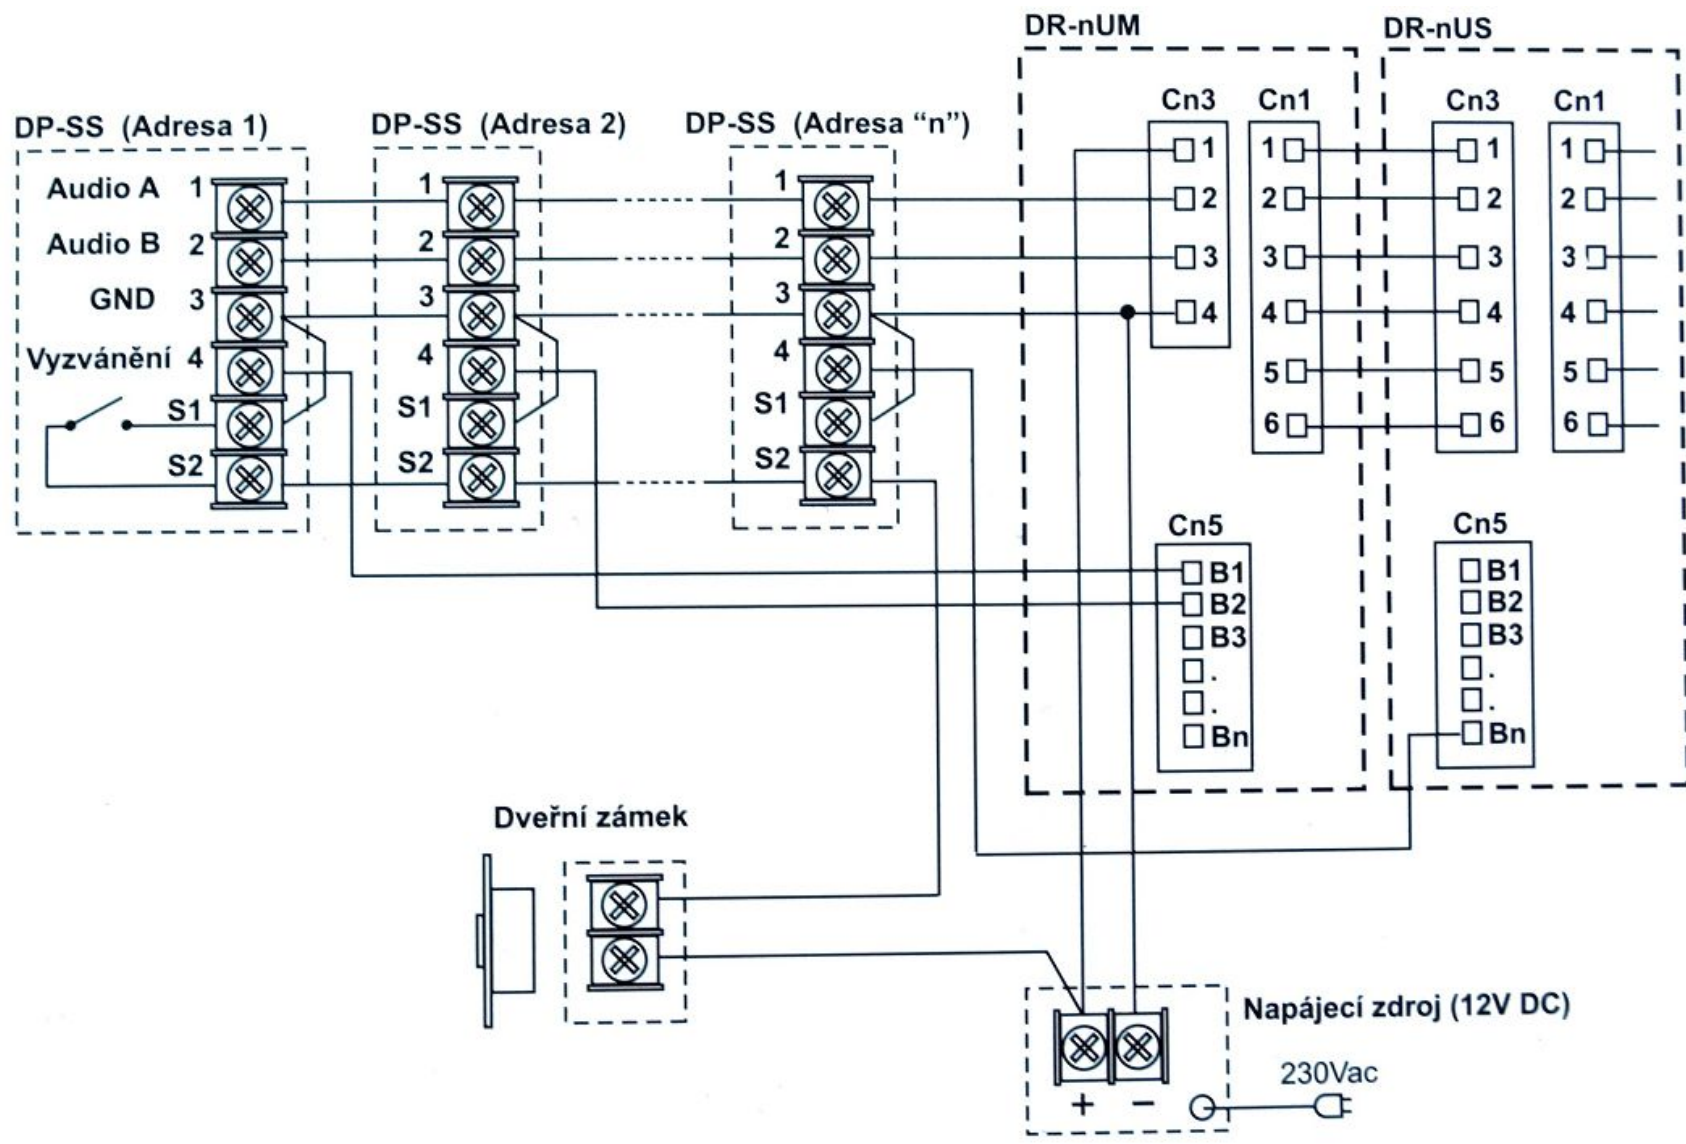 DR-nUM
DR-nUS
DP-SS (Adresa 1)
DP-SS (Adresa 2)
DP-SS (Adresa “n”)
Audio A 1
Audio B 2
GND 3
Vyzvánění 4
S1
S2
1
2
3
4
S1
S2
1
2
3
4
S1
S2
Cn3
1
2
3
4
Cn1
1
2
3
4
5
6
Cn3
1
2
3
4
5
6
Cn1
1
2
3
4
5
6
Cn5
B1
B2
B3
.
.
Bn
Cn5
B1
B2
B3
.
.
Bn
Dveřní zámek
Napájecí zdroj (12V DC)
230Vac
+ −